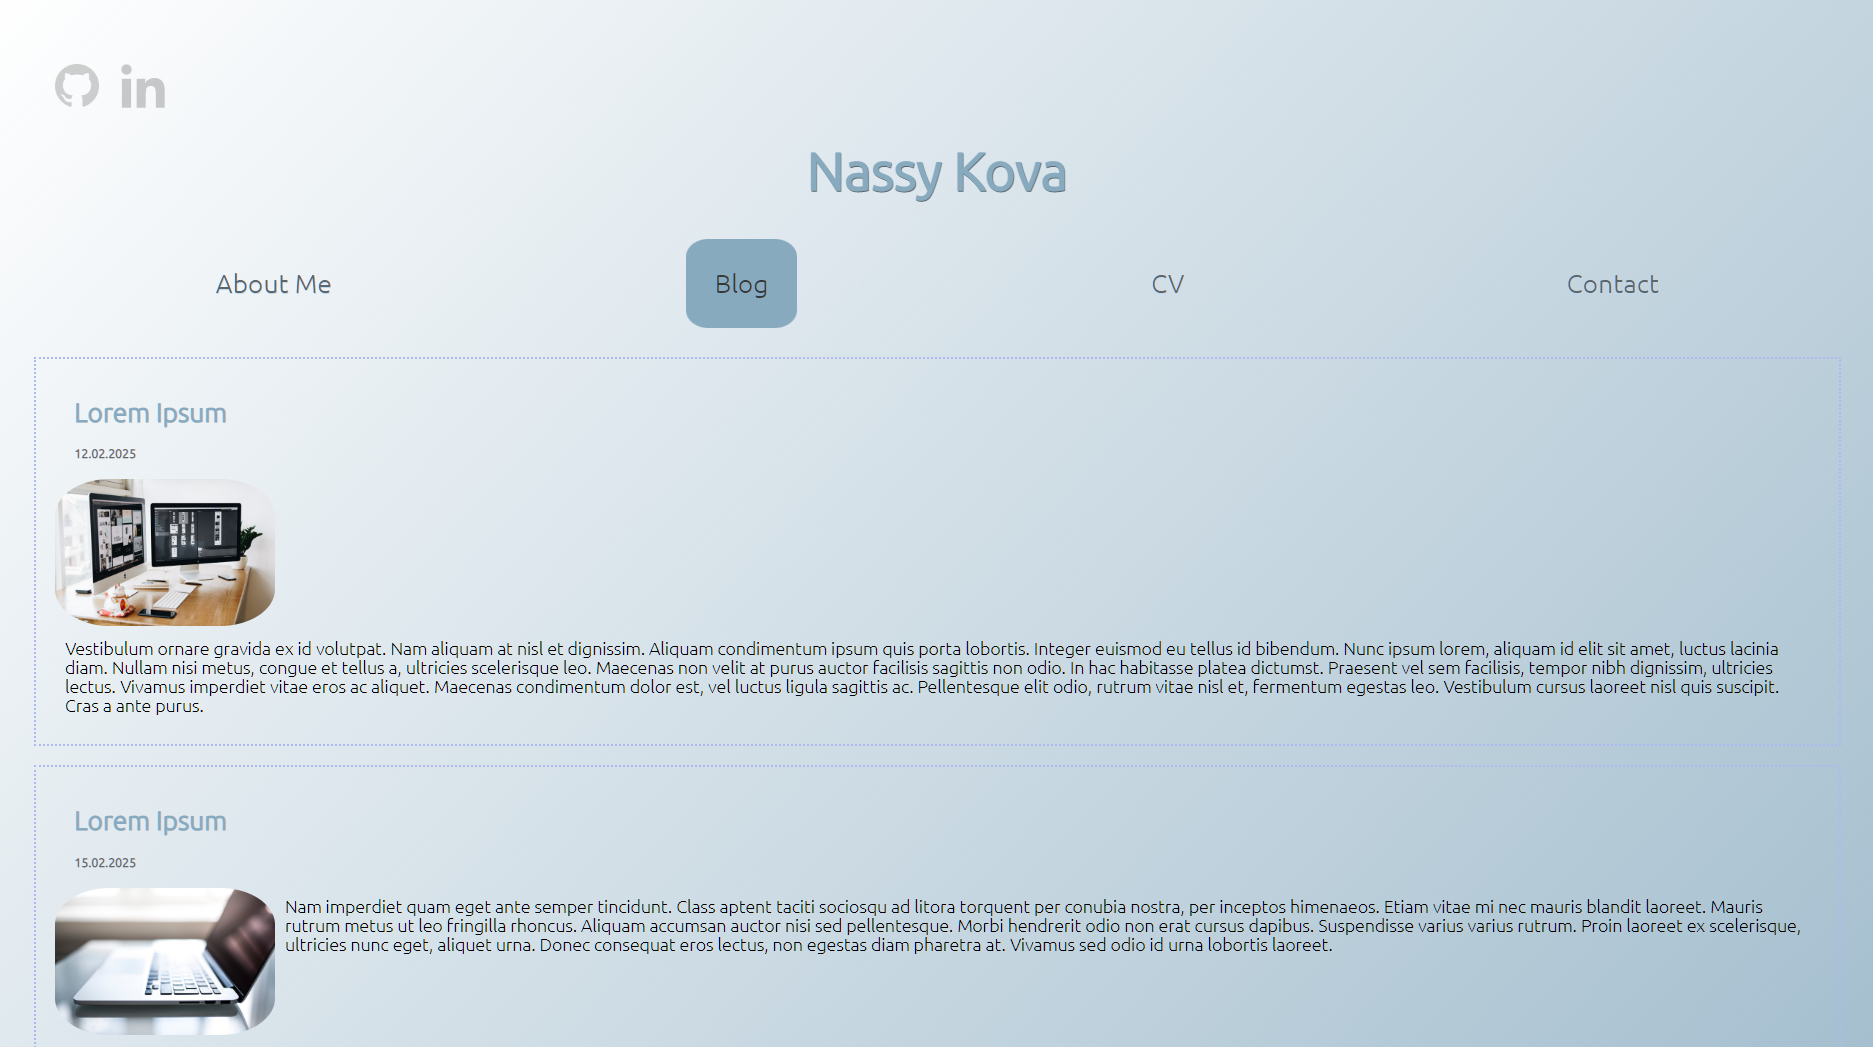 in
Nassy Kova
About Me
Blog
CV
Contact
Lorem Ipsum
12.02.2025
Vestibulum ornare gravida ex id volutpat. Nam aliquam at nisl et dignissim. Aliquam condimentum ipsum quis porta lobortis. Integer euismod eu tellus id bibendum. Nunc ipsum lorem, aliquam id elit sit amet, luctus lacinia
diam. Nullam nisi metus, congue et tellus a, ultricies scelerisque leo. Maecenas non velit at purus auctor facilisis sagittis non odio. In hac habitasse platea dictumst. Praesent vel sem facilisis, tempor nibh dignissim, ultricies
lectus. Vivamus imperdiet vitae eros ac aliquet. Maecenas condimentum dolor est, vel luctus ligula sagittis ac. Pellentesque elit odio, rutrum vitae nisl et, fermentum egestas leo. Vestibulum cursus laoreet nisl quis suscipit.
Cras a ante purus.
Lorem Ipsum
15.02.2025
Nam imperdiet quam eget ante semper tincidunt. Class aptent taciti sociosqu ad litora torquent per conubia nostra, per inceptos himenaeos. Etiam vitae mi nec mauris blandit laoreet. Mauris
rutrum metus ut leo fringilla rhoncus. Aliquam accumsan auctor nisi sed pellentesque. Morbi hendrerit odio non erat cursus dapibus. Suspendisse varius varius rutrum. Proin laoreet ex scelerisque,
ultricies nunc eget, aliquet urna. Donec consequat eros lectus, non egestas diam pharetra at. Vivamus sed odio id urna lobortis laoreet.